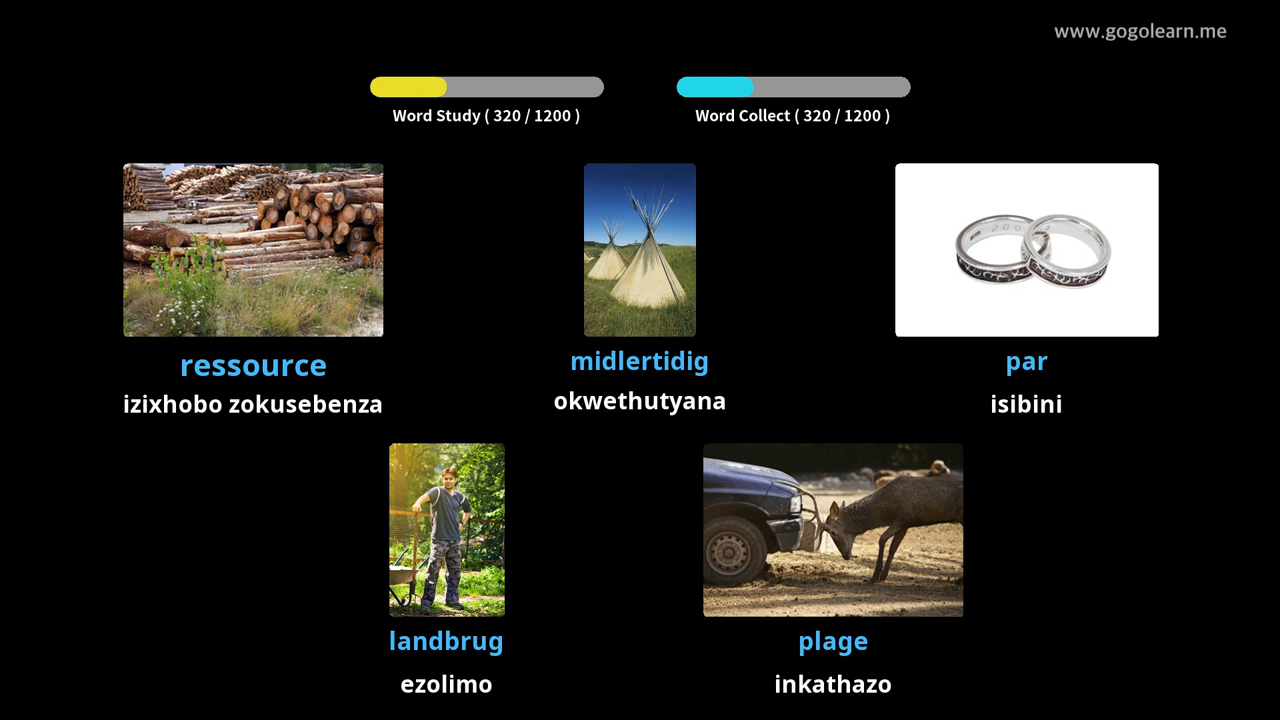 www.gogolearn.me
Word Study ( 320 / 1200 )
Word Collect ( 320 / 1200 )
ressource
izixhobo zokusebenza
midlertidig
okwethutyana
par
isibini
landbrug
ezolimo
plage
inkathazo